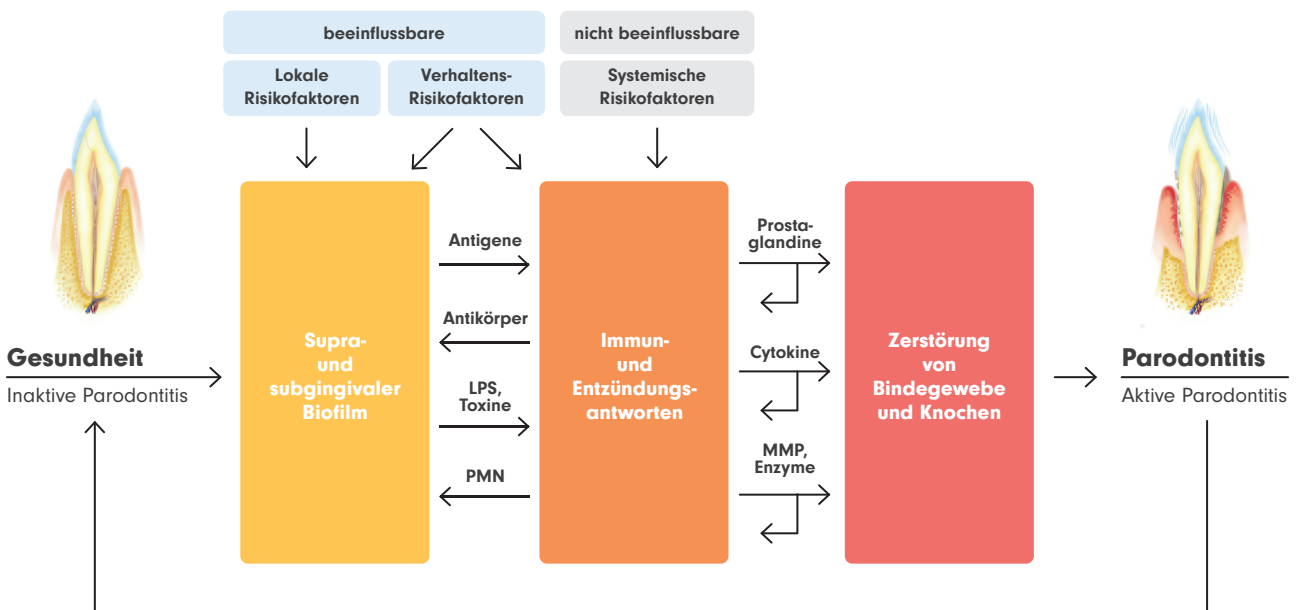 beeinflussbare
nicht beeinflussbare
Lokale
Risikofaktoren
Verhaltens-
Risikofaktoren
Systemische
Risikofaktoren
Gesundheit
Inaktive Parodontitis
Supra-
und
subgingivaler
Biofilm
Antigene
Antikörper
LPS,
Toxine
PMN
Immun-
und
Entzündungs-
antworten
Prosta-
glandine
Cytokine
MMP,
Enzyme
Zerstörung
von
Bindegewebe
und Knochen
Parodontitis
Aktive Parodontitis